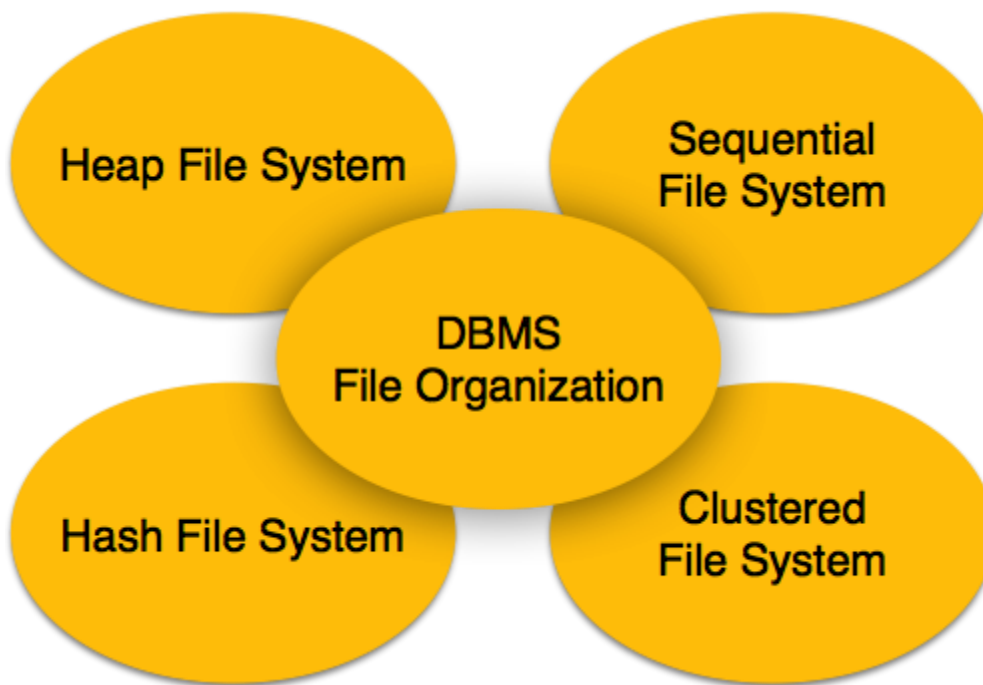 Heap File System
Sequential
File System
DBMS
File Organization
Hash File System
Clustered
File System